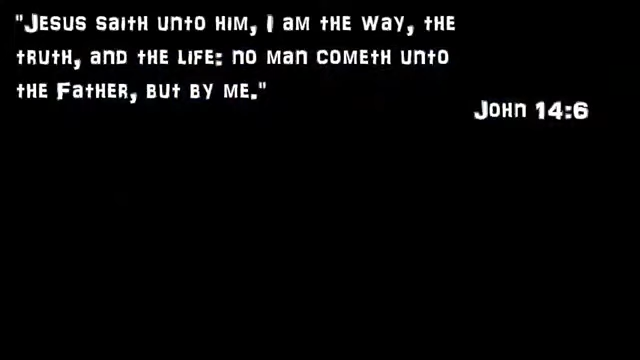 "Jesus saith unto him, I am the way, the
truth, and the life: no man cometh unto
the Father, but by me."
John 14:6